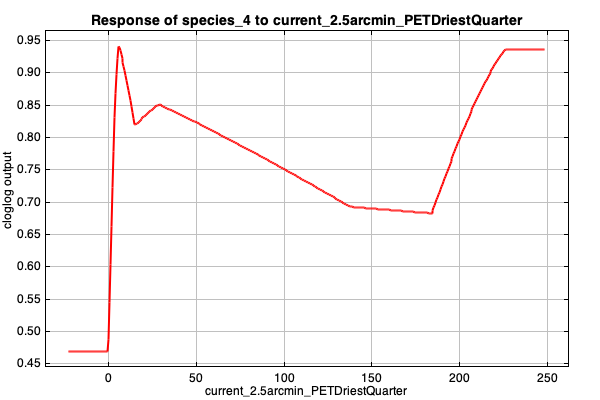 Response of species_4 to current_2.5arcmin_PETDriestQuarter
0.95
0.90
0.85
0.80
0.75
0.70
0.65
0.60
0.55
0.50
0.45
cloglog output
0 50 100 150 200 250
current_2.5arcmin_PETDriestQuarter